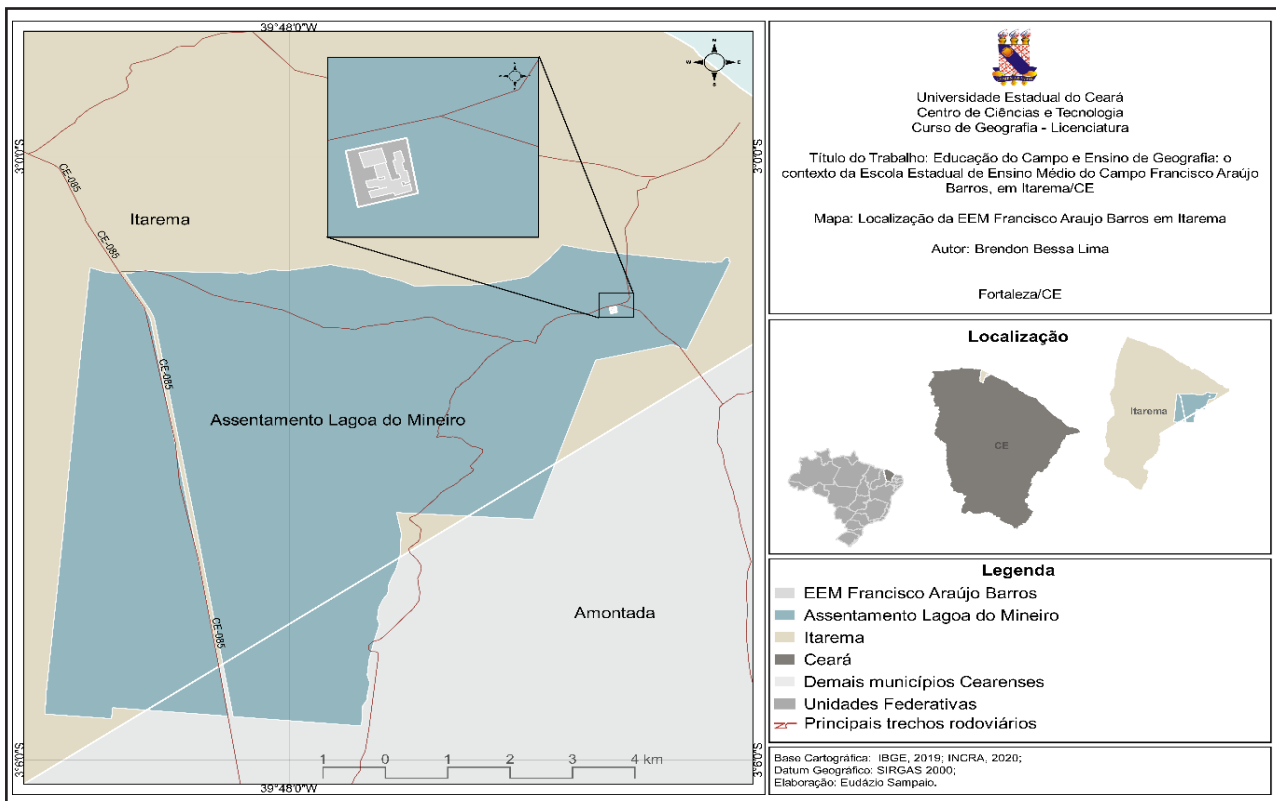 39°48'0"W
N
W
E
S
3°0'0"S
3°0'0"S
CE-085
Itarema
CE-085
CE-085
Assentamento Lagoa do Mineiro
CE-085
Amontada
3°6'0"S
3°6'0"S
1 0 1 2 3 4 km
39°48'0"W
Universidade Estadual do Ceará
Centro de Ciências e Tecnologia
Curso de Geografia - Licenciatura
Título do Trabalho: Educação do Campo e Ensino de Geografia: o
contexto da Escola Estadual de Ensino Médio do Campo Francisco Araújo
Barros, em Itarema/CE
Mapa: Localização da EEM Francisco Araujo Barros em Itarema
Autor: Brendon Bessa Lima
Fortaleza/CE
Localização
CE
Itarema
Legenda
EEM Francisco Araújo Barros
Assentamento Lagoa do Mineiro
Itarema
Ceará
Demais municípios Cearenses
Unidades Federativas
Principais trechos rodoviários
Base Cartográfica: IBGE, 2019; INCRA, 2020;
Datum Geográfico: SIRGAS 2000;
Elaboração: Eudázio Sampaio.